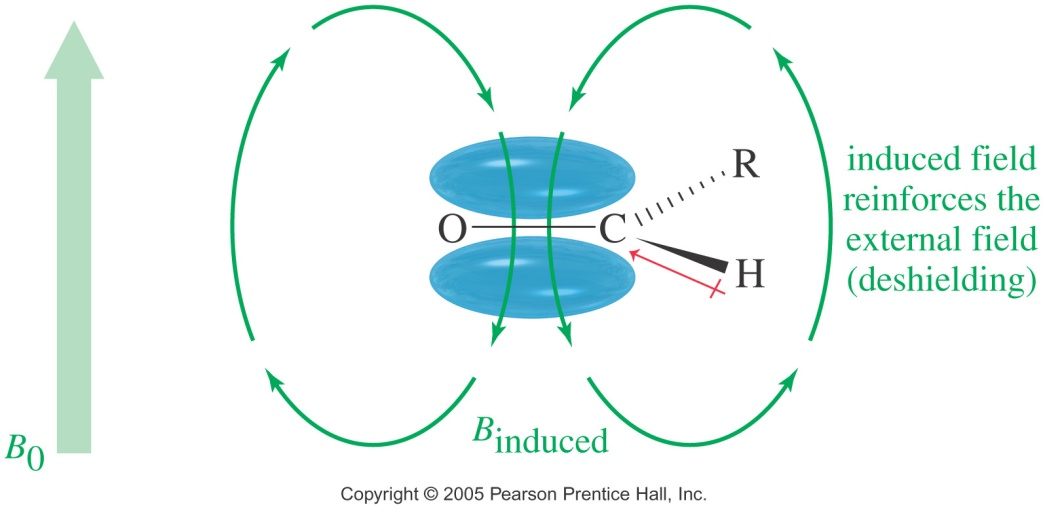 R
induced field
reinforces the
external field
(deshielding)
O
C
H
B0
Binduced
Copyright © 2005 Pearson Prentice Hall, Inc.